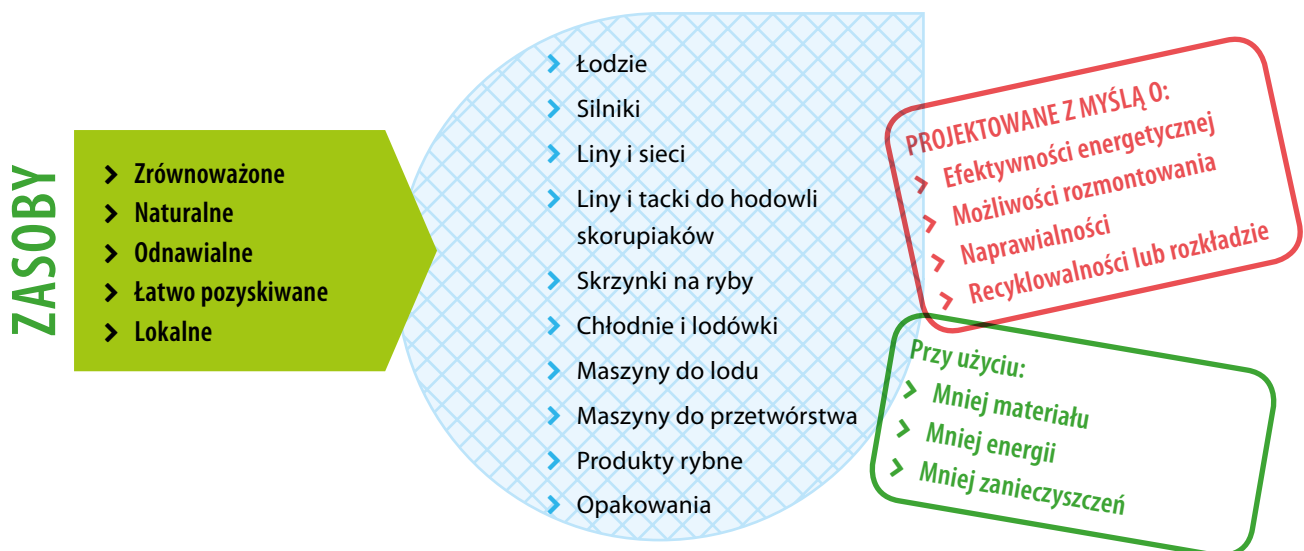 ZASOBY
Zrównoważone
Naturalne
Odnawialne
Łatwo pozyskiwane
Lokalne
Łodzie
Silniki
Liny i sieci
Liny i tacki do hodowli
skorupiaków
Skrzynki na ryby
Chłodnie i lodówki
Maszyny do lodu
Maszyny do przetwórstwa
Produkty rybne
Opakowania
PROJEKTOWANE Z MYŚLĄ O:
Efektywności energetycznej
Możliwości rozmontowania
Naprawialności
Recyklowalności lub rozkładzie
Przy użyciu:
Mniej materiału
Mniej energii
Mniej zanieczyszczeń